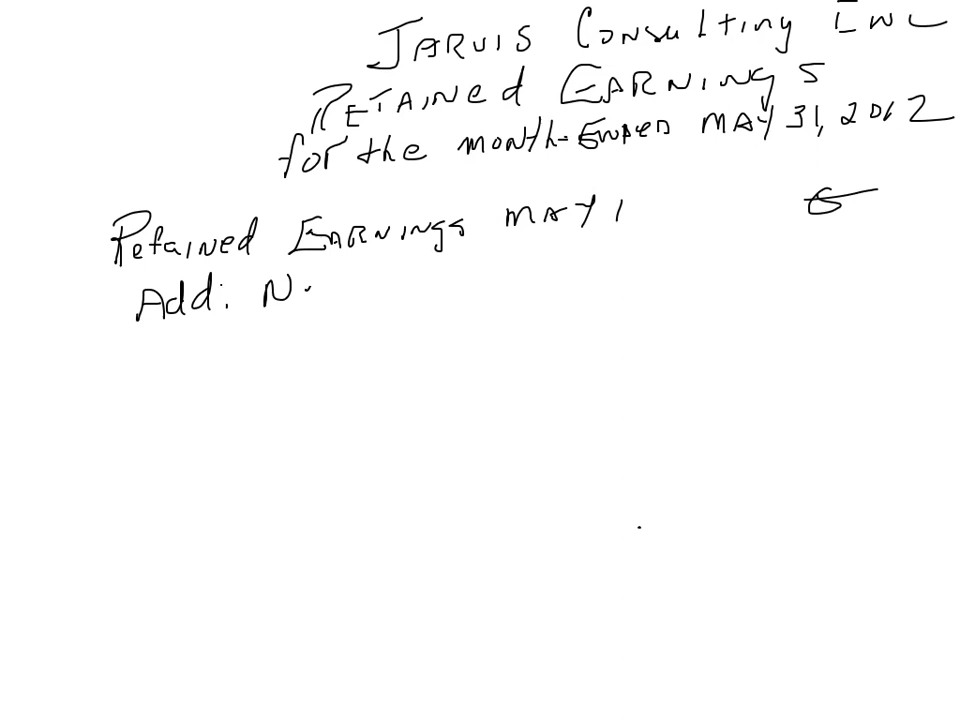 JARVIS Consulting Inc
RETAINed EARNINGS
for the month-ENDED MAY 31, 2012
Retained EARNINGS MAY 1
Add: N.